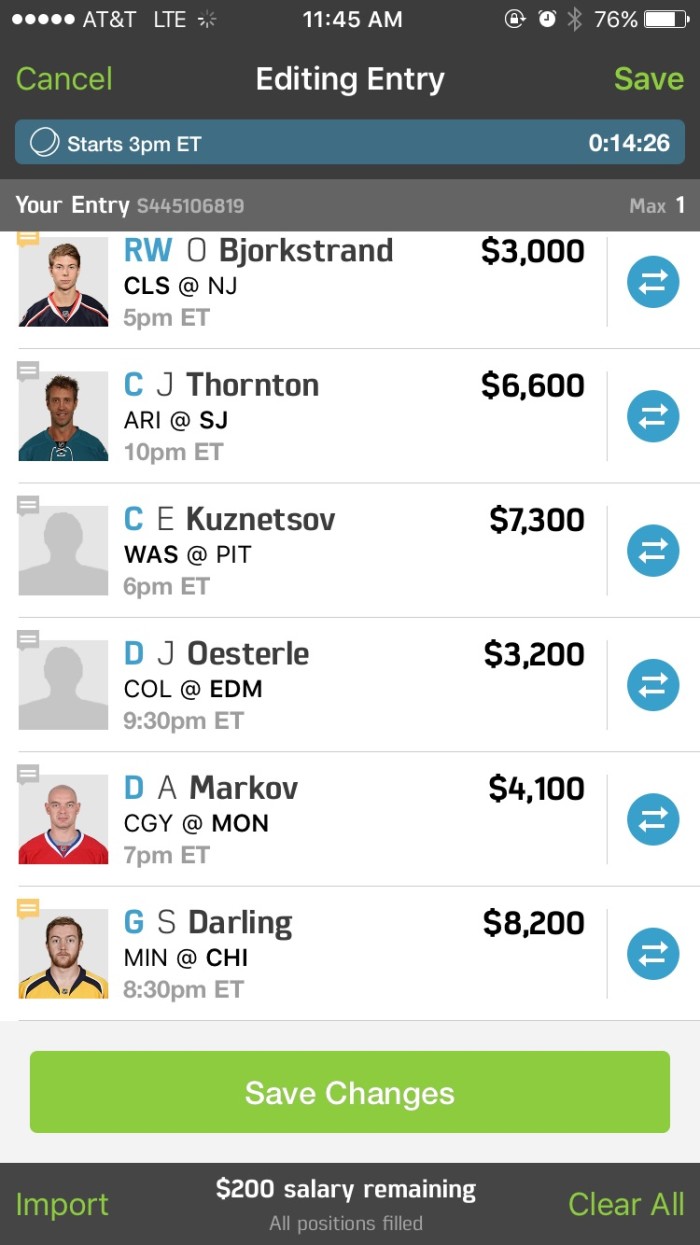 AT&T LTE 11:45 AM 76%
Cancel Editing Entry Save
Starts 3pm ET 0:14:26
Your Entry S445106819 Max 1
RW O Bjorkstrand $3,000
CLS @ NJ
5pm ET
C J Thornton $6,600
ARI @ SJ
10pm ET
C E Kuznetsov $7,300
WAS @ PIT
6pm ET
D J Oesterle $3,200
COL @ EDM
9:30pm ET
D A Markov $4,100
CGY @ MON
7pm ET
G S Darling $8,200
MIN @ CHI
8:30pm ET
Save Changes
$200 salary remaining
Import Clear All
All positions filled